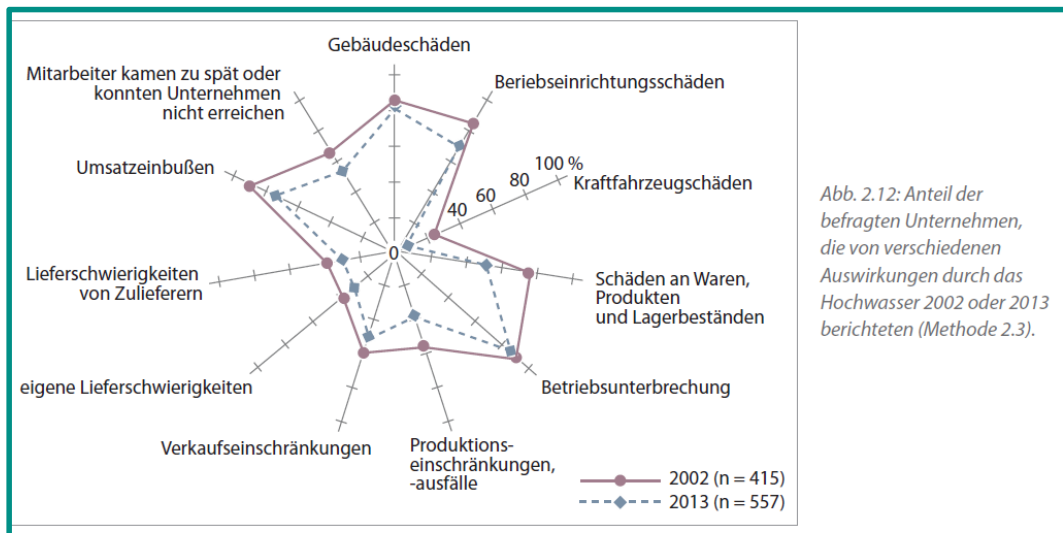 Gebäudeschäden
Beriebseinrichtungsschäden
100 %
80
60
40
0
Kraftfahrzeugschäden
Schäden an Waren,
Produkten
und Lagerbeständen
Betriebsunterbrechung
Produktions-
einschränkungen,
-ausfälle
Verkaufseinschränkungen
eigene Lieferschwierigkeiten
Lieferschwierigkeiten
von Zulieferern
Umsatzeinbußen
Mitarbeiter kamen zu spät oder
konnten Unternehmen
nicht erreichen
2002 (n = 415)
2013 (n = 557)
Abb. 2.12: Anteil der
befragten Unternehmen,
die von verschiedenen
Auswirkungen durch das
Hochwasser 2002 oder 2013
berichteten (Methode 2.3).